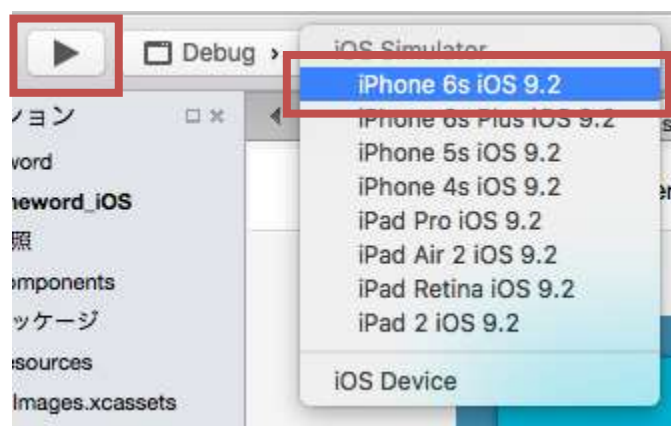 Debug
iOS Simulator
iPhone 6s iOS 9.2
iPhone 6s Plus iOS 9.2
iPhone 5s iOS 9.2
iPhone 4s iOS 9.2
iPad Pro iOS 9.2
iPad Air 2 iOS 9.2
iPad Retina iOS 9.2
iPad 2 iOS 9.2
iOS Device
ション
word
neword_iOS
照
omponents
ッケージ
esources
Images.xcassets